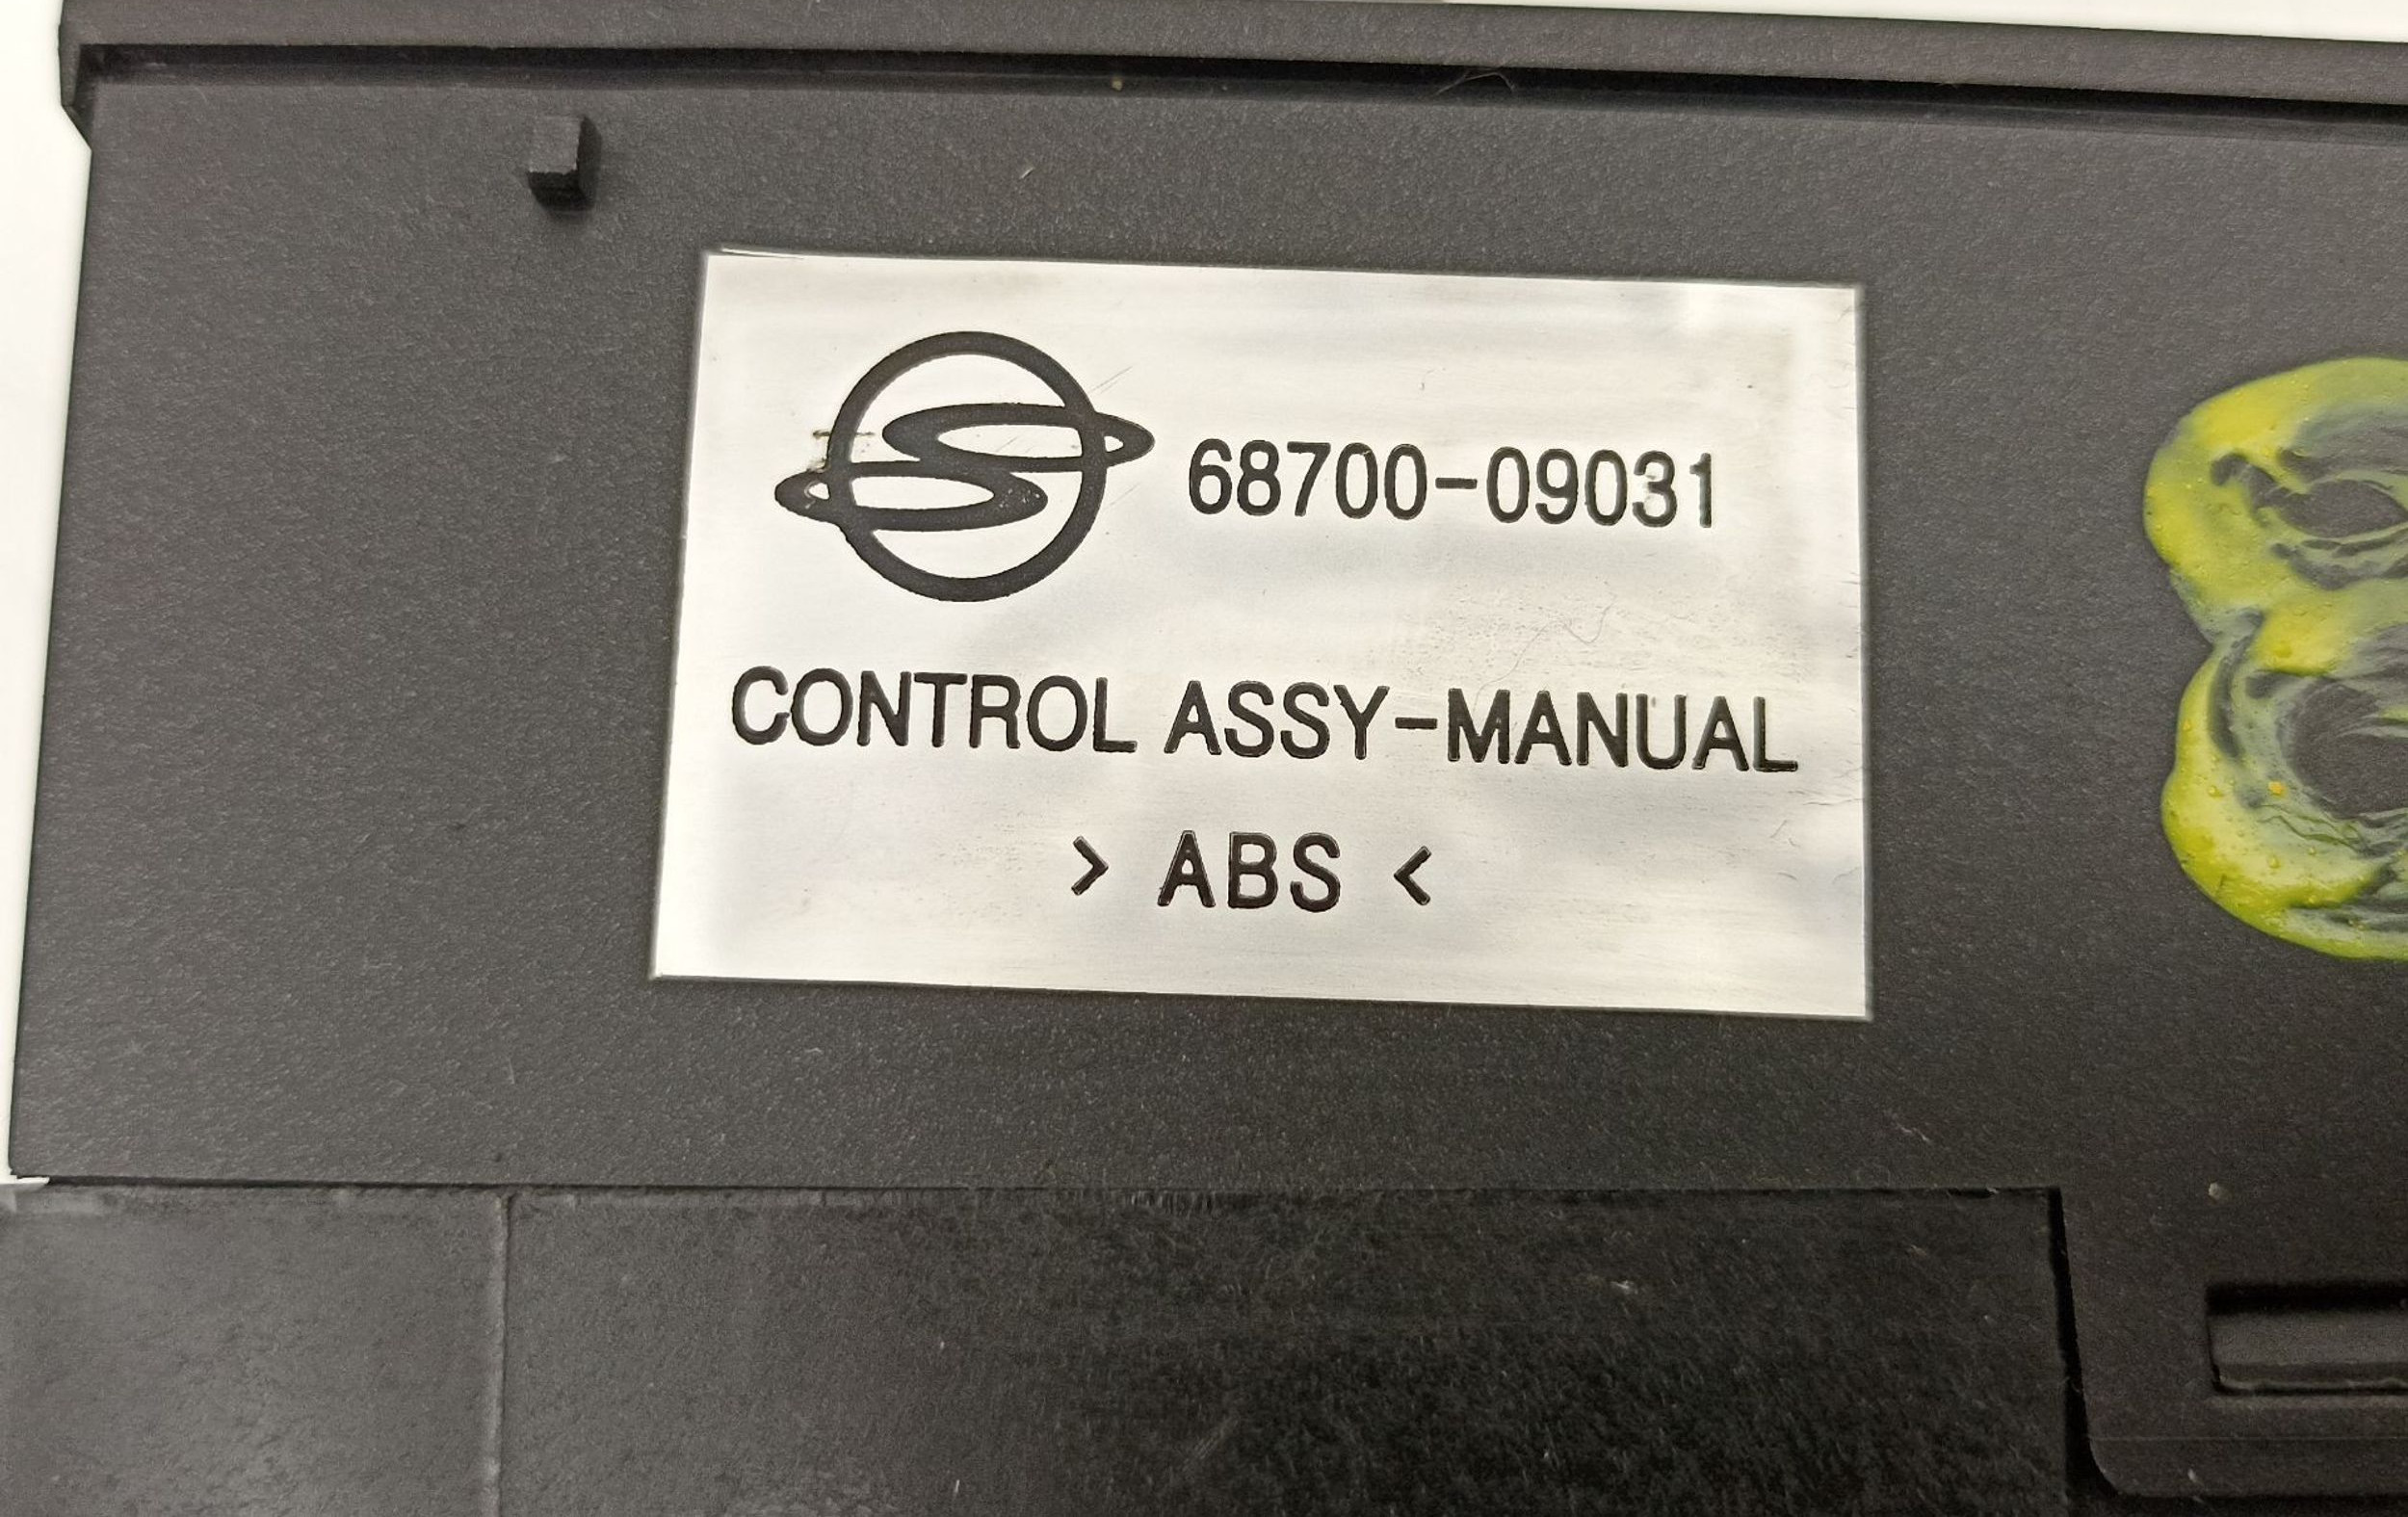 68700-09031
CONTROL ASSY-MANUAL
> ABS <